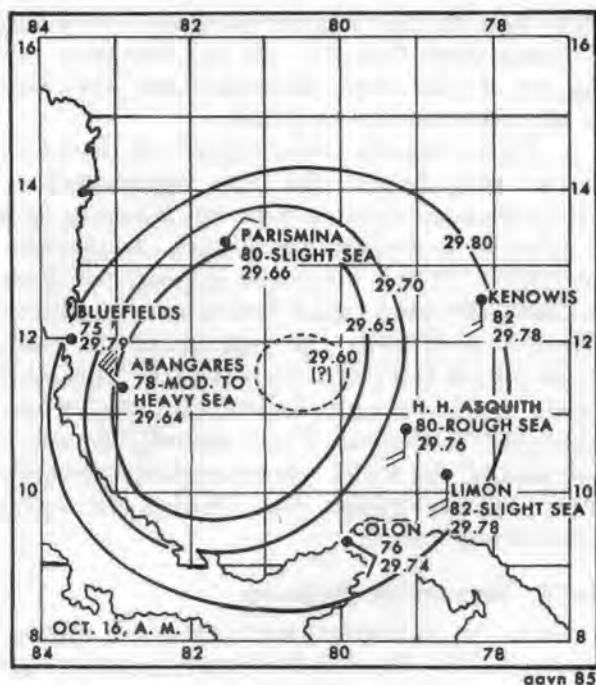 84
82
80
78
16
16
14
14
29.80
PARISMINA
80-SLIGHT SEA
29.66
29.70
KENOWIS
82
29.78
BLUEFIELDS
75
29.79
29.65
12
12
29.60
(?)
ABANGARES
78-MOD. TO
HEAVY SEA
29.64
H. H. ASQUITH
80-ROUGH SEA
29.76
10
10
LIMON
82-SLIGHT SEA
29.78
COLON
76
29.74
8
8
OCT. 16, A. M.
84
82
80
78
aavn 85